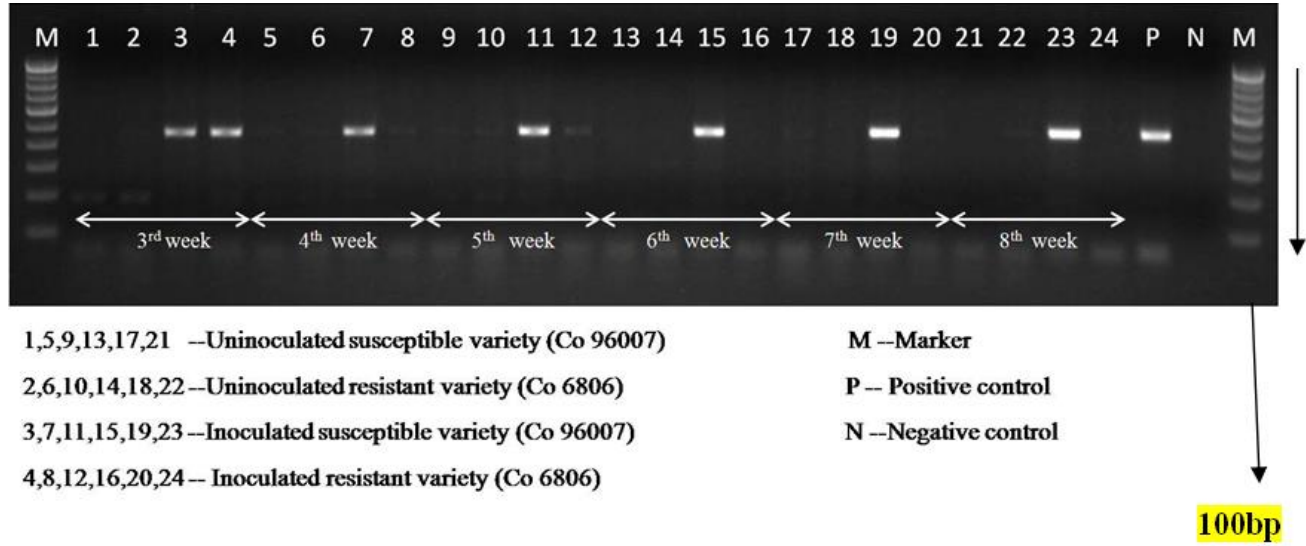 M 1 2 3 4 5 6 7 8 9 10 11 12 13 14 15 16 17 18 19 20 21 22 23 24 P N M
3rd week 4th week 5th week 6th week 7th week 8th week
1,5,9,13,17,21 --Uninoculated susceptible variety (Co 96007) M --Marker
2,6,10,14,18,22 --Uninoculated resistant variety (Co 6806) P -- Positive control
3,7,11,15,19,23 --Inoculated susceptible variety (Co 96007) N --Negative control
4,8,12,16,20,24 -- Inoculated resistant variety (Co 6806)
100bp